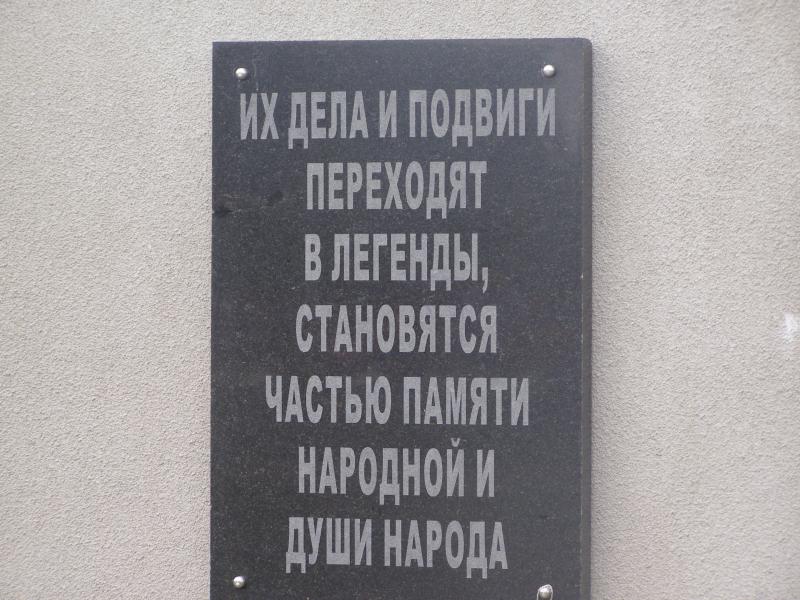 ИХ ДЕЛА И ПОДВИГИ
ПЕРЕХОДЯТ
В ЛЕГЕНДЫ,
СТАНОВЯТСЯ
ЧАСТЬЮ ПАМЯТИ
НАРОДНОЙ И
ДУШИ НАРОДА